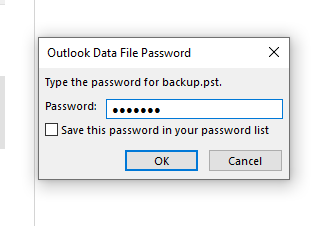 Outlook Data File Password
Type the password for backup.pst.
Password: •••••••
Save this password in your password list
OK Cancel